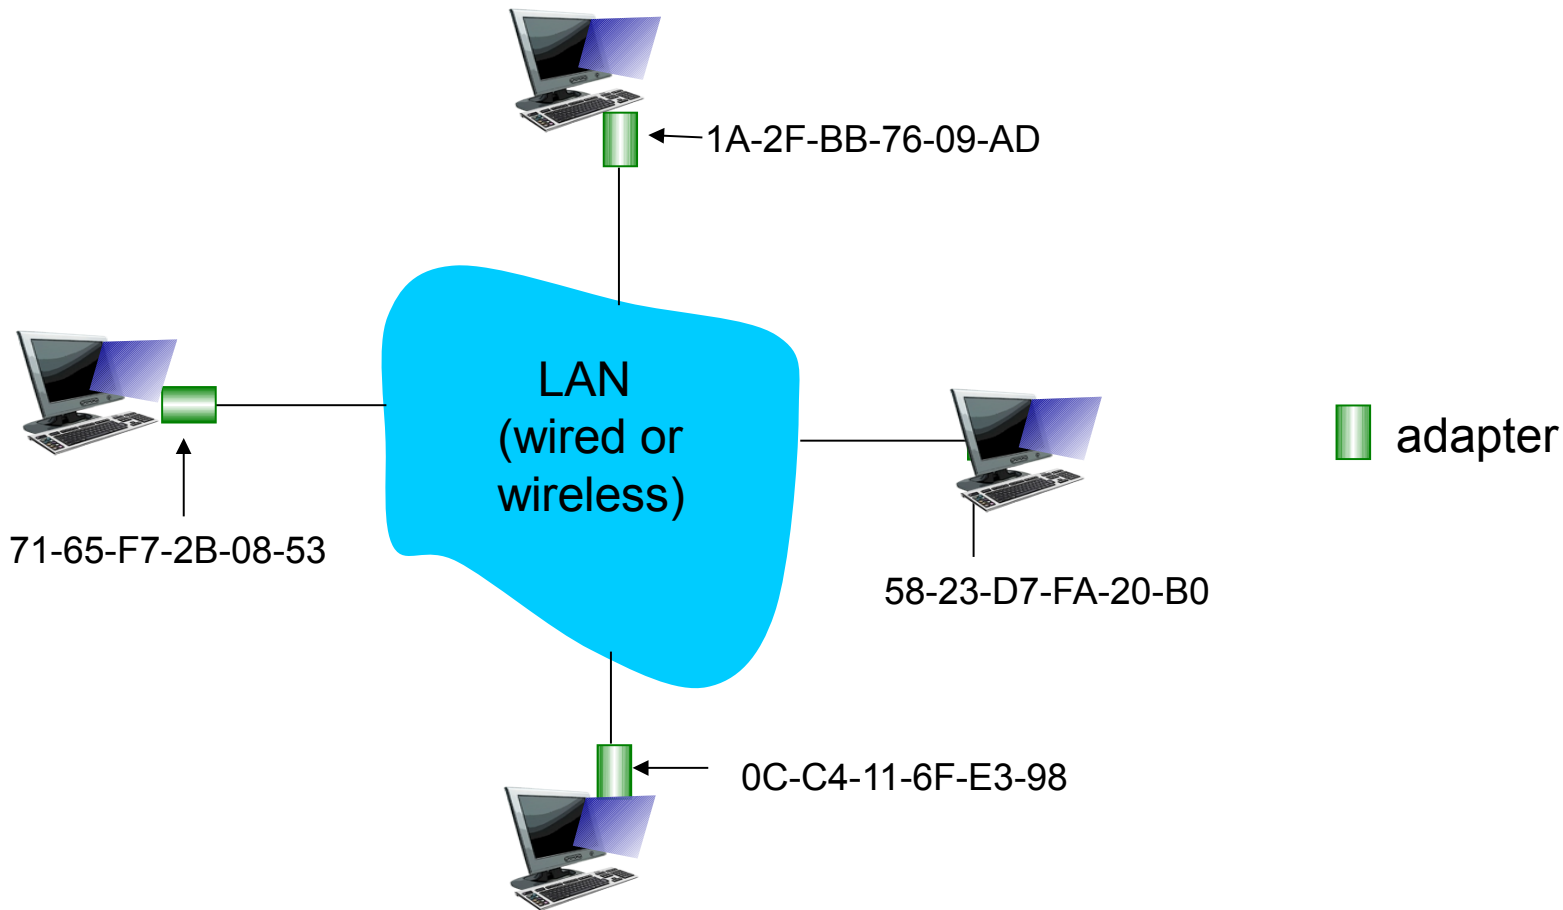 1A-2F-BB-76-09-AD
LAN
(wired or
wireless)
adapter
71-65-F7-2B-08-53
58-23-D7-FA-20-B0
0C-C4-11-6F-E3-98